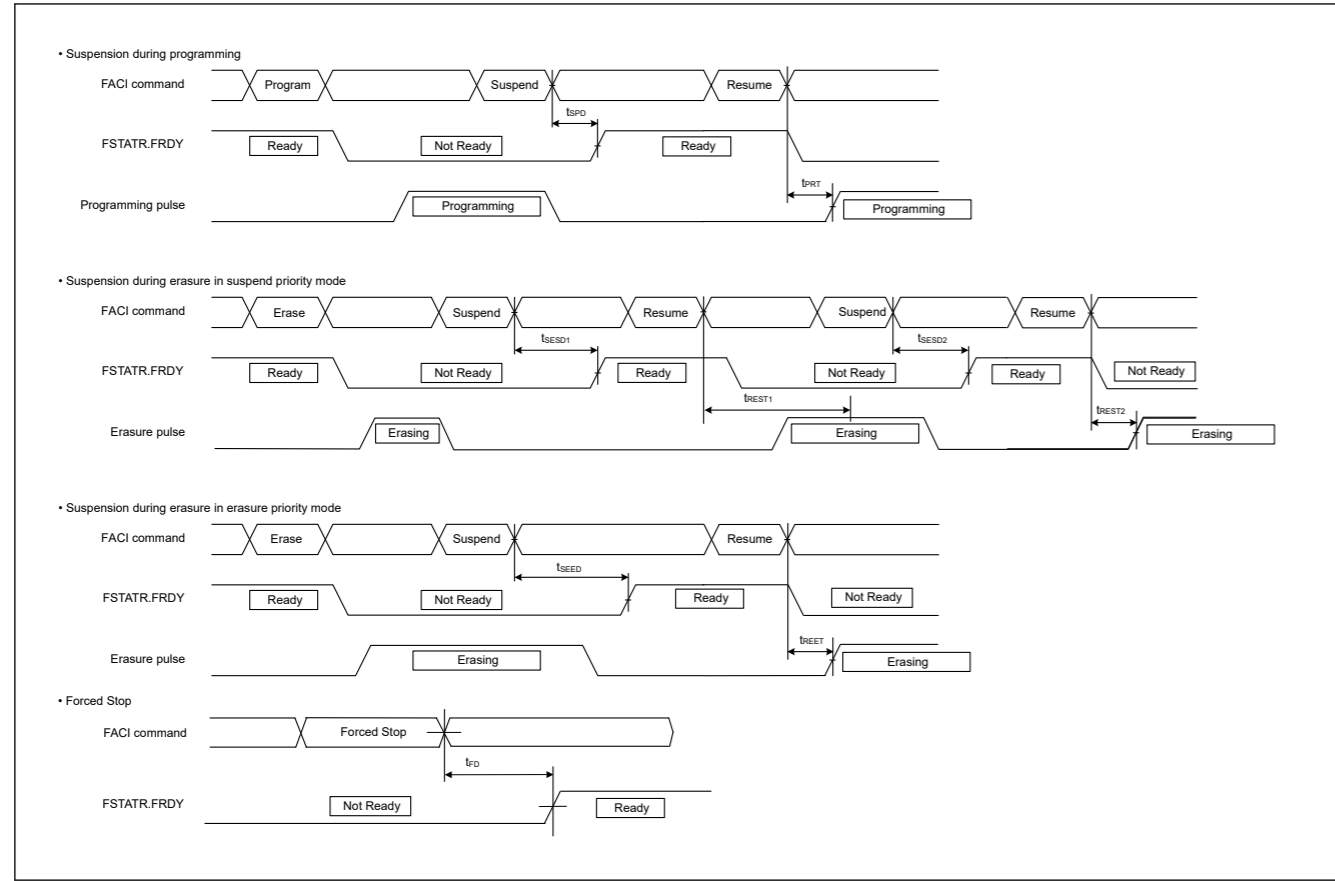 • Suspension during programming
FACI command Program Suspend Resume
tSPD
FSTATR.FRDY Ready Not Ready Ready
tPRT
Programming pulse Programming Programming
• Suspension during erasure in suspend priority mode
FACI command Erase Suspend Resume Suspend Resume
tSESD1 tSESD2
FSTATR.FRDY Ready Not Ready Ready Not Ready Ready Not Ready
tREST1 tREST2
Erasure pulse Erasing Erasing Erasing
• Suspension during erasure in erasure priority mode
FACI command Erase Suspend Resume
tSEED
FSTATR.FRDY Ready Not Ready Ready Not Ready
tREET
Erasure pulse Erasing Erasing
• Forced Stop
FACI command Forced Stop
tFD
FSTATR.FRDY Not Ready Ready